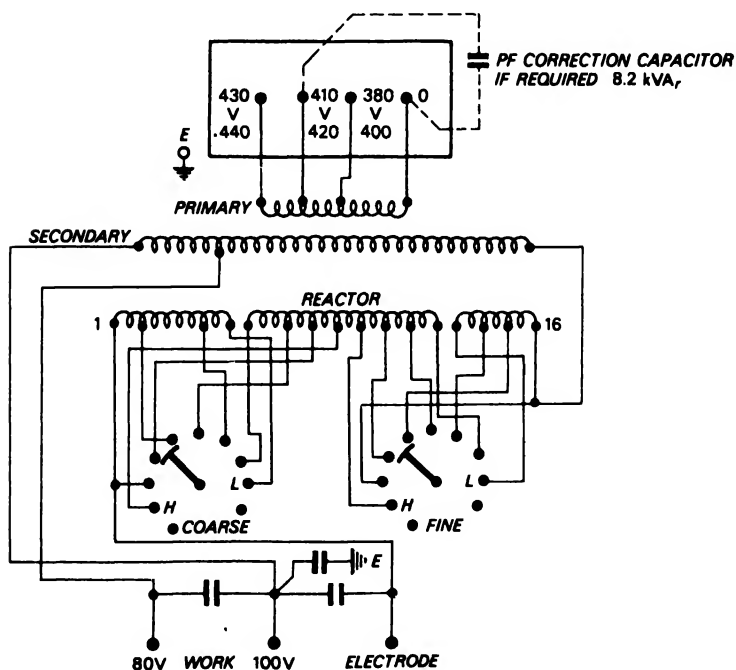 PF CORRECTION CAPACITOR
IF REQUIRED 8.2 kVA,
430 410 380 0
V V V
440 420 400
E
PRIMARY
SECONDARY
REACTOR
1 16
L L
H H
COARSE FINE
E
80V WORK 100V ELECTRODE